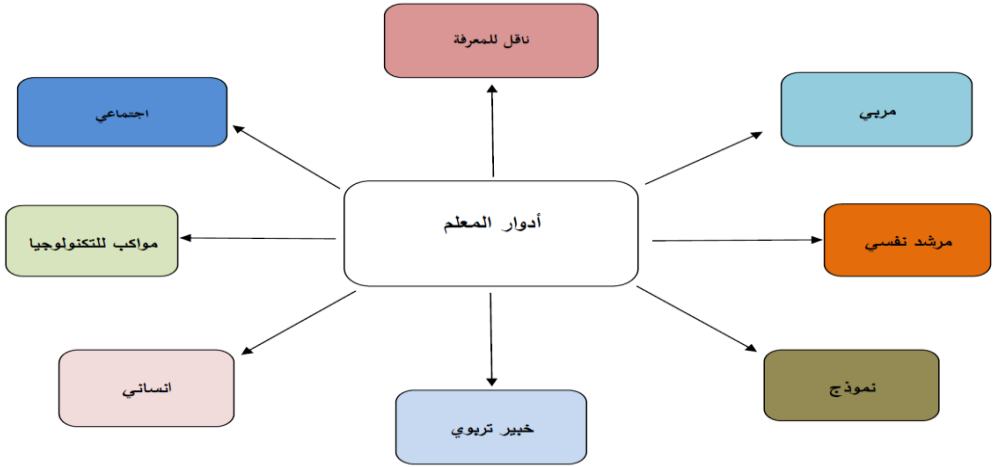 ناقل للمعرفة
مربي
اجتماعي
أدوار المعلم
مرشد نفسي
مواكب للتكنولوجيا
نموذج
انساني
خبير تربوي